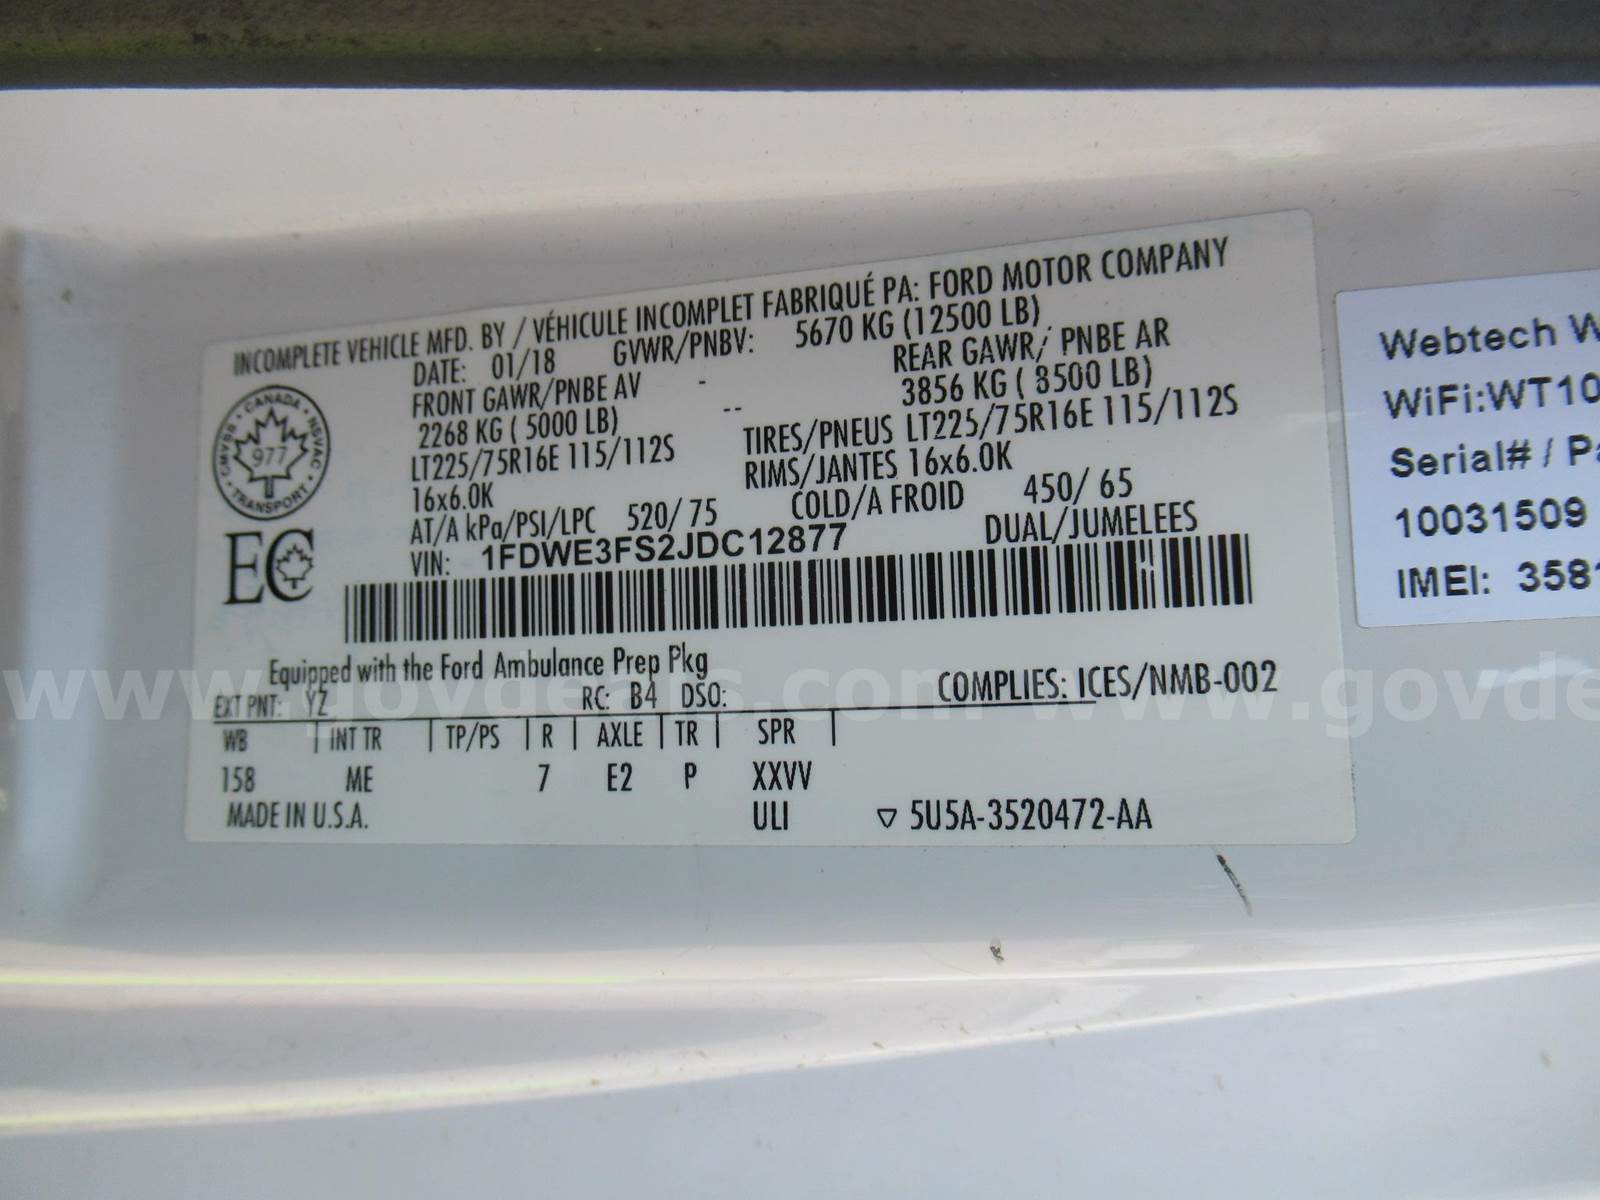 INCOMPLETE VEHICLE MFD. BY / VÉHICULE INCOMPLET FABRIQUÉ PA: FORD MOTOR COMPANY
DATE: 01/18 GVWR/PNBV: 5670 KG (12500 LB)
FRONT GAWR/PNBE AV - REAR GAWR/ PNBE AR
2268 KG ( 5000 LB) -- 3856 KG ( 8500 LB)
LT225/75R16E 115/112S TIRES/PNEUS LT225/75R16E 115/112S
16x6.0K RIMS/JANTES 16x6.0K
AT/A kPa/PSI/LPC 520/ 75 COLD/A FROID 450/ 65
VIN: 1FDWE3FS2JDC12877 DUAL/JUMELEES
CANADA
CMVSS NSVAC
977
TRANSPORT
EC
Equipped with the Ford Ambulance Prep Pkg
EXT PNT: YZ RC: B4 DSO: COMPLIES: ICES/NMB-002
WB | INT TR | TP/PS | R | AXLE | TR | SPR |
158 ME 7 E2 P XXVV
MADE IN U.S.A. ULI ▽ 5U5A-3520472-AA
Webtech W
WiFi:WT10
Serial# / Pa
10031509
IMEI: 3581
www.govdeals.com www.govde